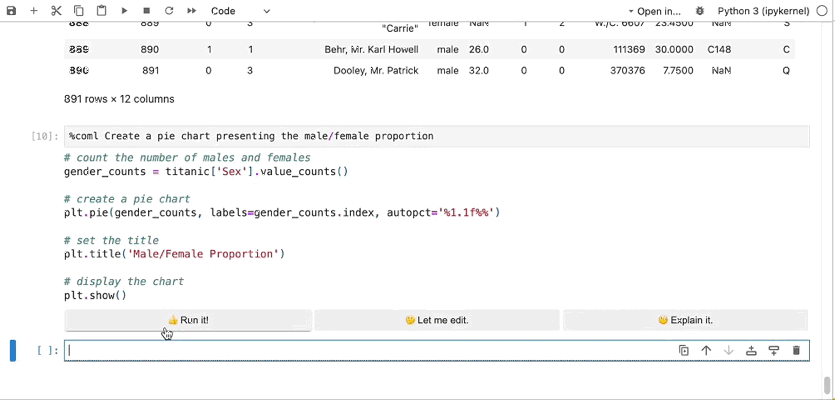 Code
Open in...
Python 3 (ipykernel)
888 889 0 3 "Carrie" female NaN 1 2 W./C. 6607 23.4500 NaN S
889 890 1 1 Behr, Mr. Karl Howell male 26.0 0 0 111369 30.0000 C148 C
890 891 0 3 Dooley, Mr. Patrick male 32.0 0 0 370376 7.7500 NaN Q
891 rows × 12 columns
[10]: %coml Create a pie chart presenting the male/female proportion
# count the number of males and females
gender_counts = titanic['Sex'].value_counts()
# create a pie chart
plt.pie(gender_counts, labels=gender_counts.index, autopct='%1.1f%%')
# set the title
plt.title('Male/Female Proportion')
# display the chart
plt.show()
👍 Run it! 🤔 Let me edit. 🧐 Explain it.
[ ]: